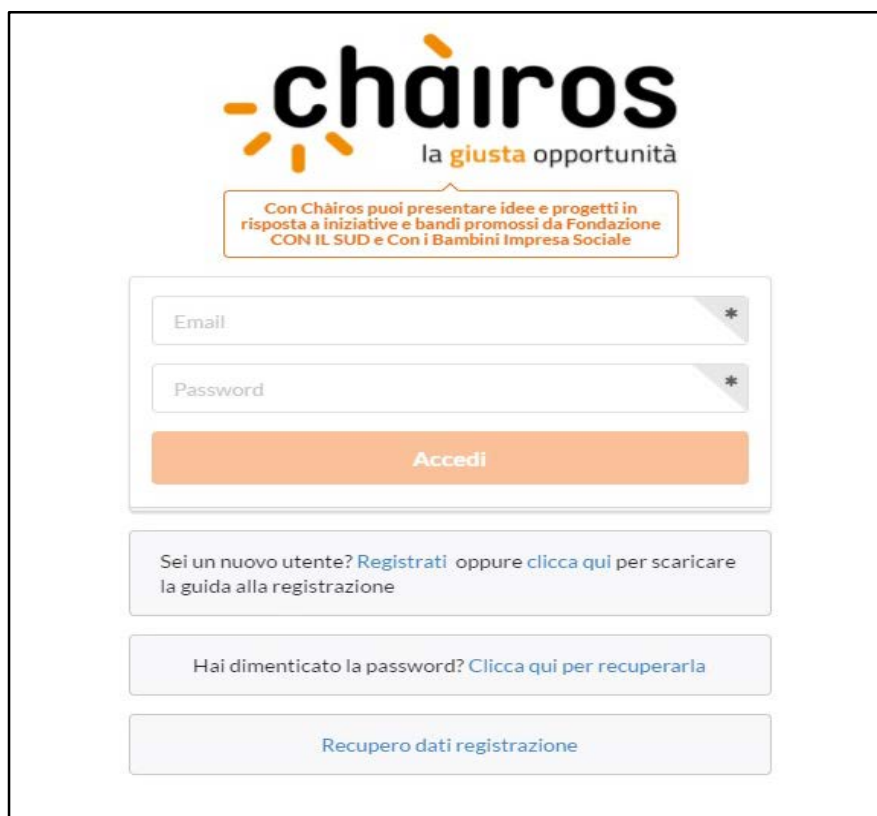 chàiros
la giusta opportunità
Con Chàiros puoi presentare idee e progetti in
risposta a iniziative e bandi promossi da Fondazione
CON IL SUD e Con i Bambini Impresa Sociale
Email
*
Password
*
Accedi
Sei un nuovo utente? Registrati oppure clicca qui per scaricare
la guida alla registrazione
Hai dimenticato la password? Clicca qui per recuperarla
Recupero dati registrazione